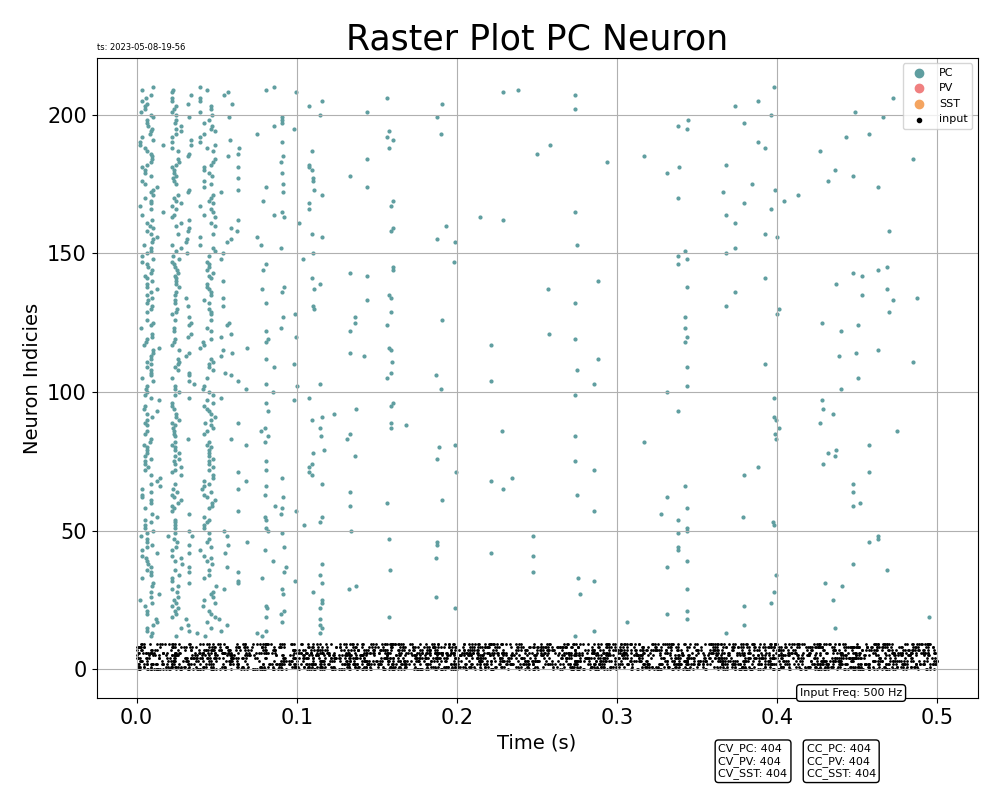 Raster Plot PC Neuron
ts: 2023-05-08-19-56
PC
PV
SST
input
200
150
100
50
0
Neuron Indicies
0.0 0.1 0.2 0.3 0.4 0.5
Time (s)
Input Freq: 500 Hz
CV_PC: 404
CV_PV: 404
CV_SST: 404
CC_PC: 404
CC_PV: 404
CC_SST: 404